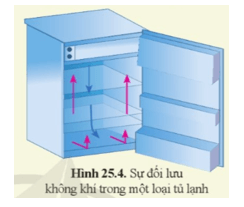 Hình 25.4. Sự đối lưu
không khí trong một loại tủ lạnh